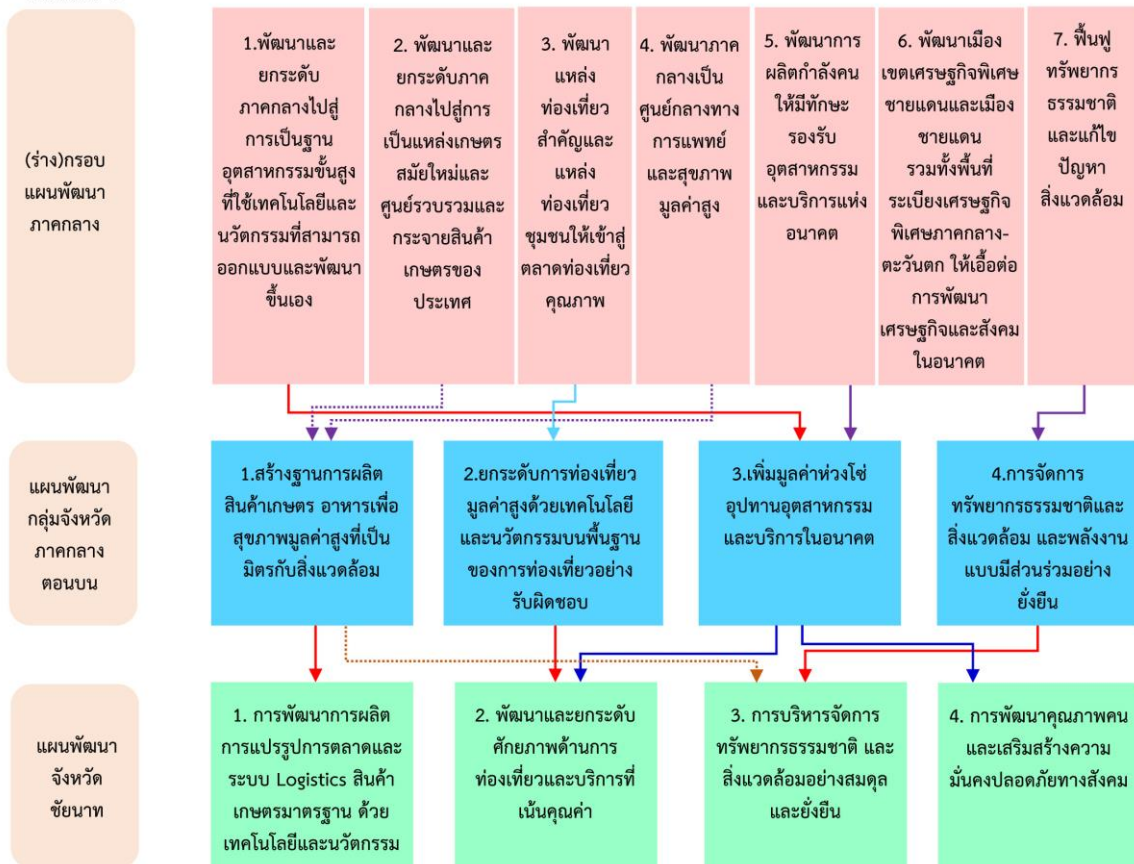 (ร่าง)กรอบ
แผนพัฒนา
ภาคกลาง
1.พัฒนาและ
ยกระดับ
ภาคกลางไปสู่
การเป็นฐาน
อุตสาหกรรมขั้นสูง
ที่ใช้เทคโนโลยีและ
นวัตกรรมที่สามารถ
ออกแบบและพัฒนา
ขึ้นเอง
2. พัฒนาและ
ยกระดับภาค
กลางไปสู่การ
เป็นแหล่งเกษตร
สมัยใหม่และ
ศูนย์รวบรวมและ
กระจายสินค้า
เกษตรของ
ประเทศ
3. พัฒนา
แหล่ง
ท่องเที่ยว
สำคัญและ
แหล่ง
ท่องเที่ยว
ชุมชนให้เข้าสู่
ตลาดท่องเที่ยว
คุณภาพ
4. พัฒนาภาค
กลางเป็น
ศูนย์กลางทาง
การแพทย์
และสุขภาพ
มูลค่าสูง
5. พัฒนาการ
ผลิตกำลังคน
ให้มีทักษะ
รองรับ
อุตสาหกรรม
และบริการแห่ง
อนาคต
6. พัฒนาเมือง
เขตเศรษฐกิจพิเศษ
ชายแดนและเมือง
ชายแดน
รวมทั้งพื้นที่
ระเบียงเศรษฐกิจ
พิเศษภาคกลาง-
ตะวันตก ให้เอื้อต่อ
การพัฒนา
เศรษฐกิจและสังคม
ในอนาคต
7. ฟื้นฟู
ทรัพยากร
ธรรมชาติ
และแก้ไข
ปัญหา
สิ่งแวดล้อม
แผนพัฒนา
กลุ่มจังหวัด
ภาคกลาง
ตอนบน
1.สร้างฐานการผลิต
สินค้าเกษตร อาหารเพื่อ
สุขภาพมูลค่าสูงที่เป็น
มิตรกับสิ่งแวดล้อม
2.ยกระดับการท่องเที่ยว
มูลค่าสูงด้วยเทคโนโลยี
และนวัตกรรมบนพื้นฐาน
ของการท่องเที่ยวอย่าง
รับผิดชอบ
3.เพิ่มมูลค่าห่วงโซ่
อุปทานอุตสาหกรรม
และบริการในอนาคต
4.การจัดการ
ทรัพยากรธรรมชาติและ
สิ่งแวดล้อม และพลังงาน
แบบมีส่วนร่วมอย่าง
ยั่งยืน
แผนพัฒนา
จังหวัด
ชัยนาท
1. การพัฒนาการผลิต
การแปรรูปการตลาดและ
ระบบ Logistics สินค้า
เกษตรมาตรฐาน ด้วย
เทคโนโลยีและนวัตกรรม
2. พัฒนาและยกระดับ
ศักยภาพด้านการ
ท่องเที่ยวและบริการที่
เน้นคุณค่า
3. การบริหารจัดการ
ทรัพยากรธรรมชาติ และ
สิ่งแวดล้อมอย่างสมดุล
และยั่งยืน
4. การพัฒนาคุณภาพคน
และเสริมสร้างความ
มั่นคงปลอดภัยทางสังคม